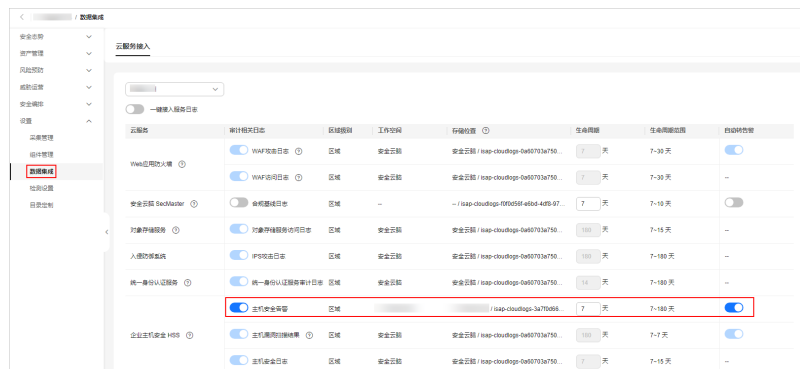 / 数据集成
安全态势
资产管理
风险预防
威胁运营
安全编排
设置
采集管理
组件管理
数据集成
检测设置
目录定制
云服务接入
一键接入服务日志
云服务 审计相关日志 区域级别 工作空间 存储位置 生命周期 生命周期范围 自动转告警
Web应用防火墙
WAF攻击日志 区域 安全云脑 安全云脑 / isap-cloudlogs-0a60703a750... 7 天 7~30 天
WAF访问日志 区域 安全云脑 安全云脑 / isap-cloudlogs-0a60703a750... 7 天 7~30 天 --
安全云脑 SecMaster 合规基线日志 区域 -- -- / isap-cloudlogs-f0f0d56f-e6bd-4df8-97... 7 天 7~10 天
对象存储服务 对象存储服务访问日志 区域 安全云脑 安全云脑 / isap-cloudlogs-0a60703a750... 天 7~15 天 --
入侵防御系统 IPS攻击日志 区域 安全云脑 安全云脑 / isap-cloudlogs-0a60703a750... 天 7~180 天 --
统一身份认证服务 统一身份认证服务审计日志 区域 安全云脑 安全云脑 / isap-cloudlogs-0a60703a750... 14 天 7~180 天 --
主机安全告警 区域 / isap-cloudlogs-3a7f0d66... 7 天 7~180 天
企业主机安全 HSS 主机漏洞扫描结果 区域 安全云脑 安全云脑 / isap-cloudlogs-0a60703a750... 天 7~7 天
主机安全日志 区域 安全云脑 安全云脑 / isap-cloudlogs-0a60703a750... 7 天 7~15 天 --